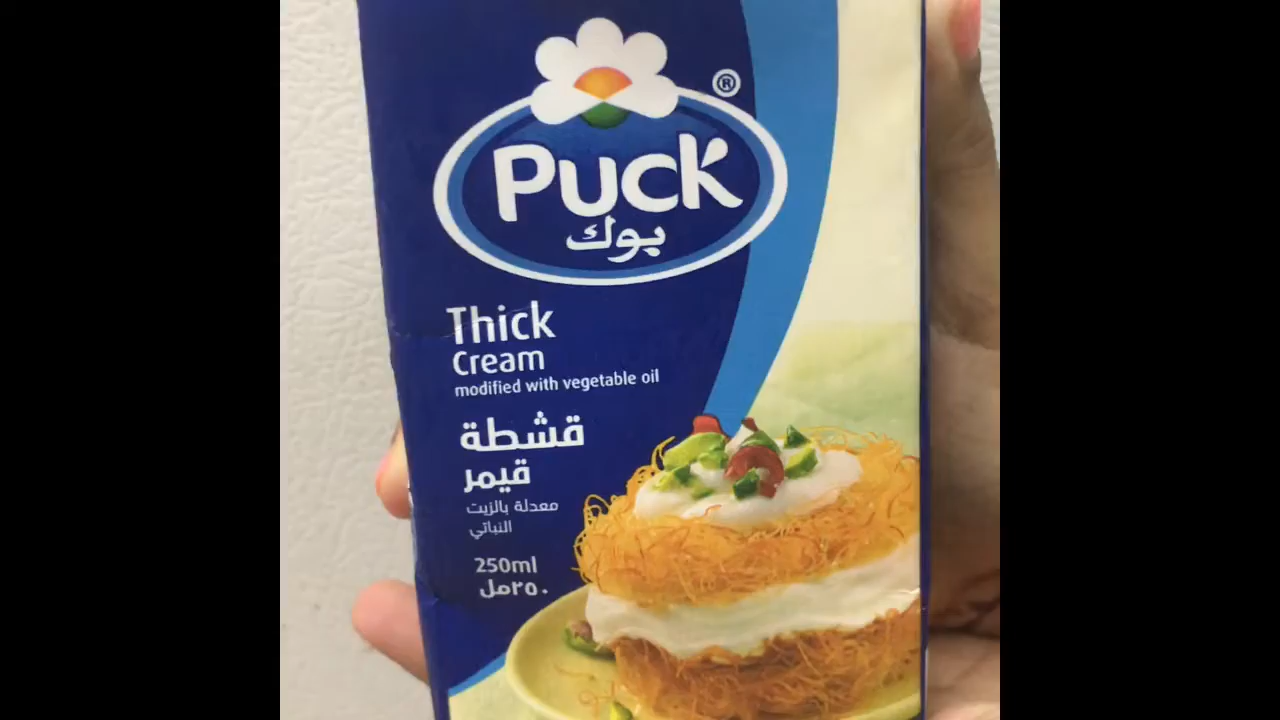 ®
Puck
بوك
Thick
Cream
modified with vegetable oil
قشطة
قيمر
معدلة بالزيت
النباتي
250ml
٢٥٠مل